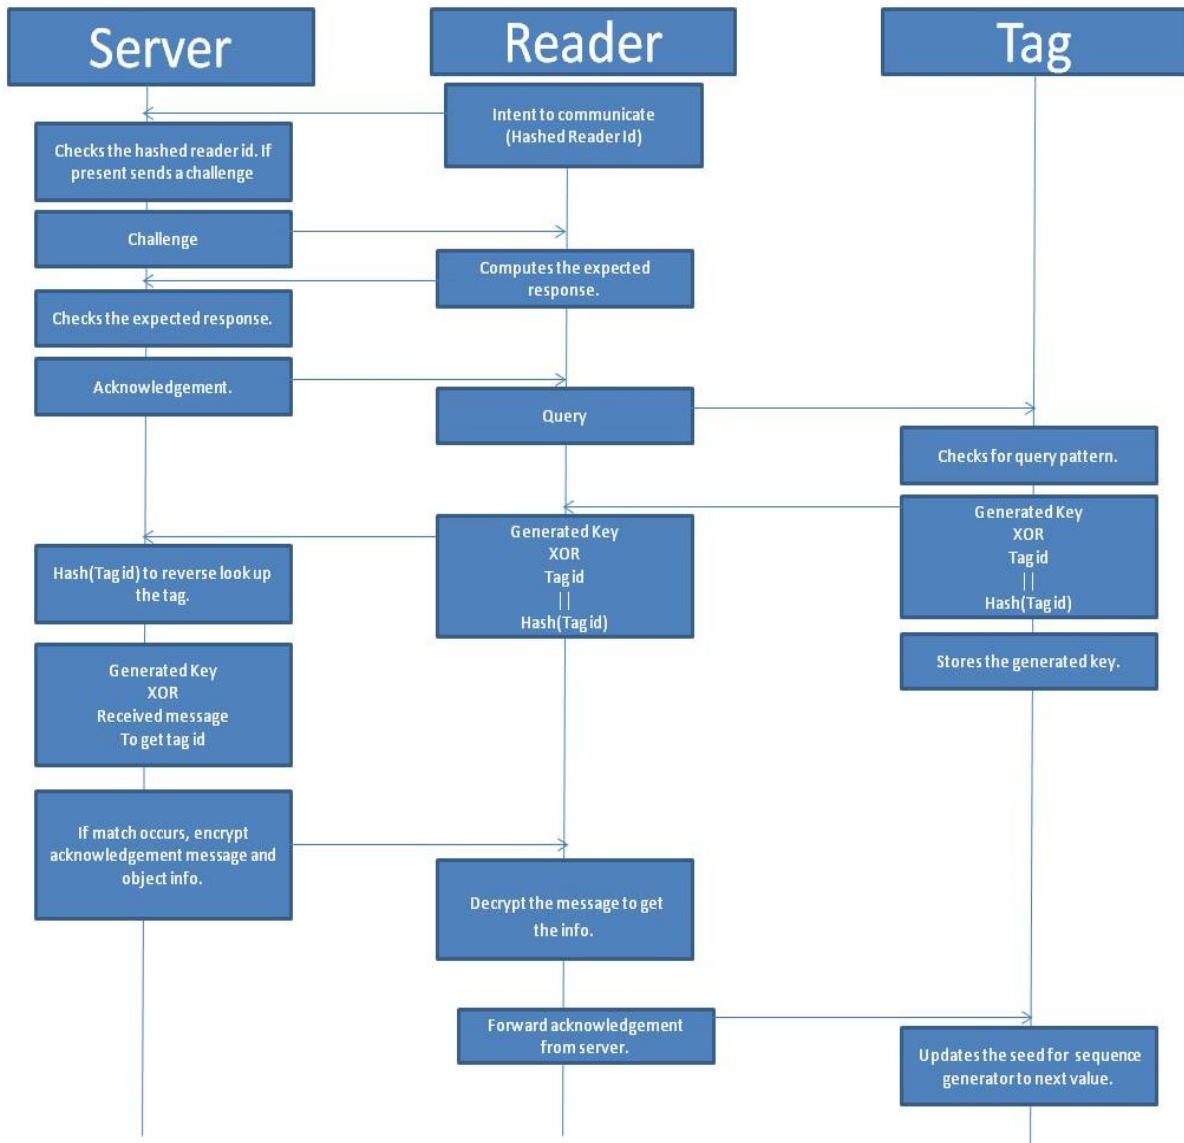 Server
Reader
Tag
Intent to communicate
(Hashed Reader Id)
Checks the hashed reader id. If
present sends a challenge
Challenge
Computes the expected
response.
Checks the expected response.
Acknowledgement.
Query
Checks for query pattern.
Generated Key
XOR
Tag id
||
Hash(Tag id)
Generated Key
XOR
Tag id
||
Hash(Tag id)
Hash(Tag id) to reverse look up
the tag.
Stores the generated key.
Generated Key
XOR
Received message
To get tag id
If match occurs, encrypt
acknowledgement message and
object info.
Decrypt the message to get
the info.
Forward acknowledgement
from server.
Updates the seed for sequence
generator to next value.